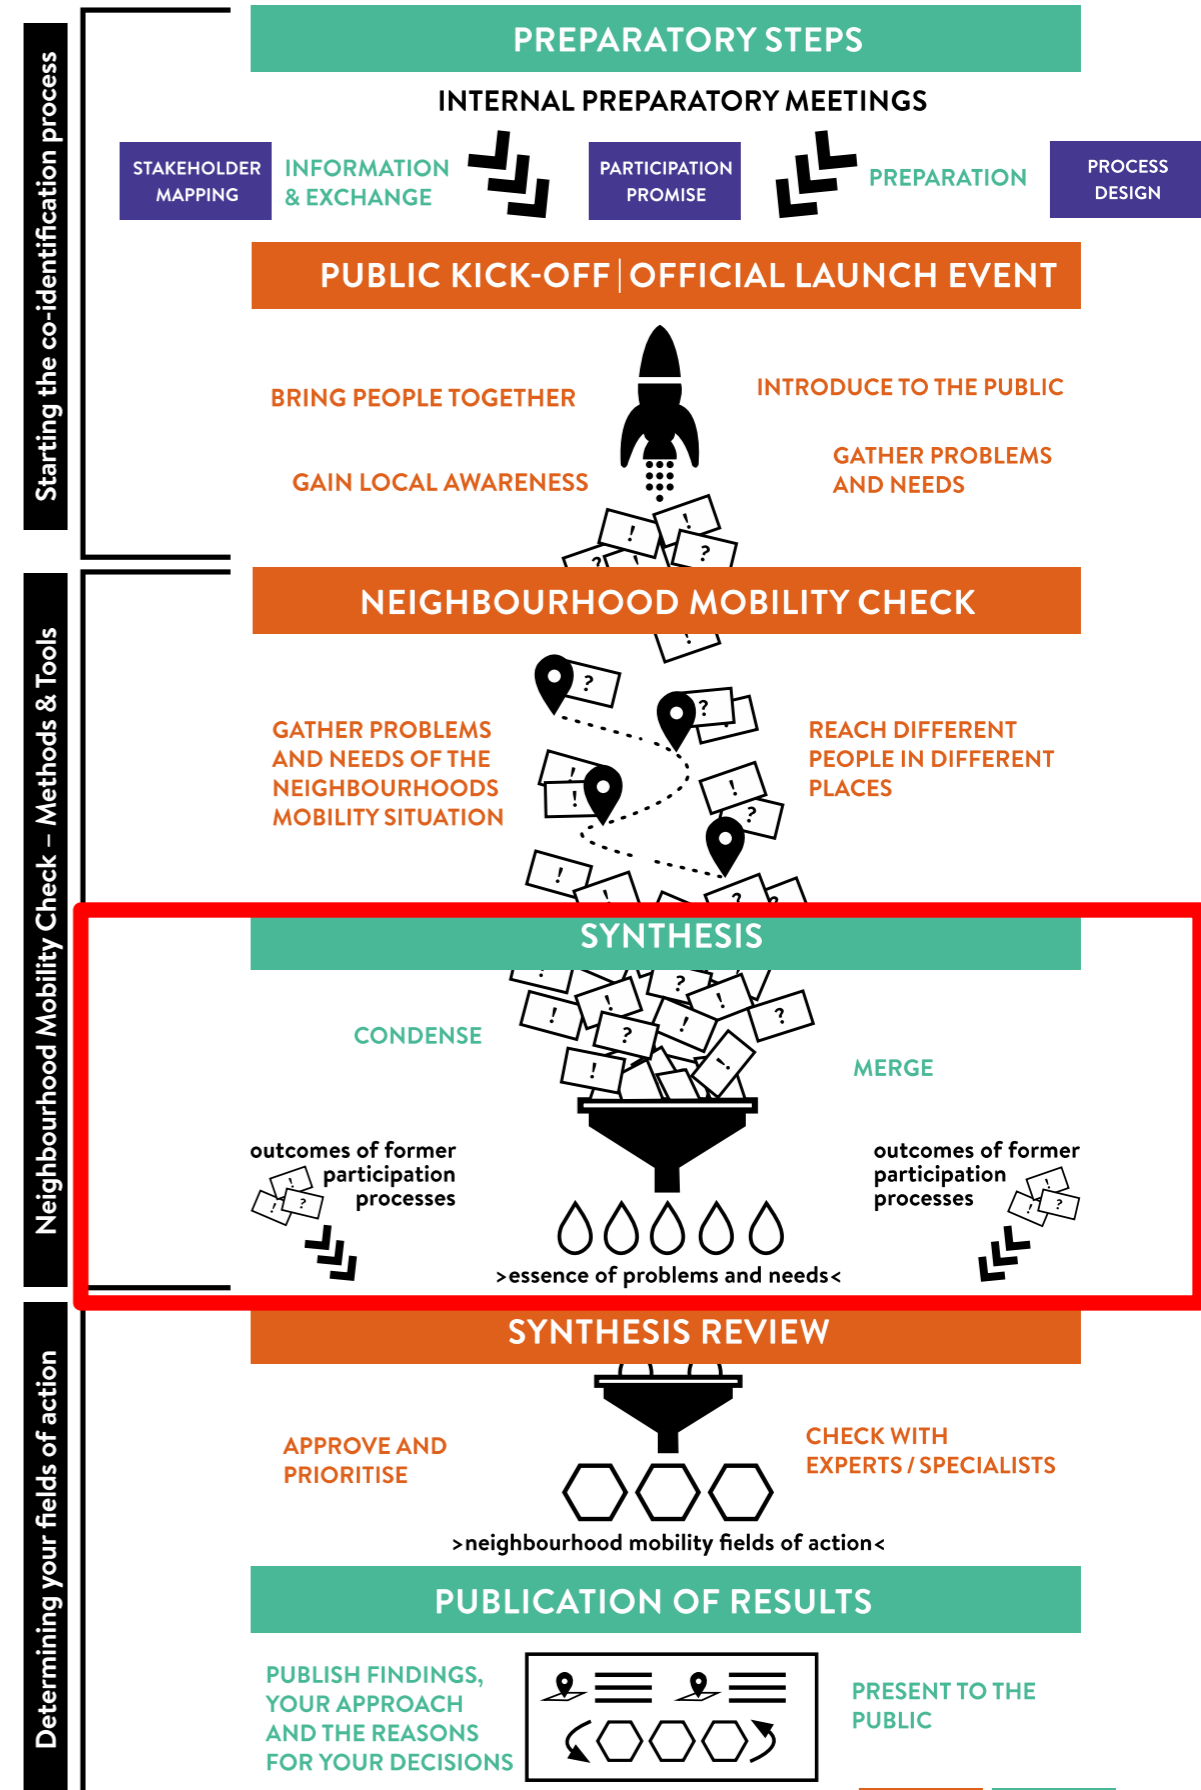 Starting the co-identification process
PREPARATORY STEPS
INTERNAL PREPARATORY MEETINGS
STAKEHOLDER
MAPPING
INFORMATION
& EXCHANGE
PARTICIPATION
PROMISE
PREPARATION
PROCESS
DESIGN
PUBLIC KICK-OFF | OFFICIAL LAUNCH EVENT
BRING PEOPLE TOGETHER
INTRODUCE TO THE PUBLIC
GAIN LOCAL AWARENESS
GATHER PROBLEMS
AND NEEDS
Neighbourhood Mobility Check – Methods & Tools
NEIGHBOURHOOD MOBILITY CHECK
GATHER PROBLEMS
AND NEEDS OF THE
NEIGHBOURHOODS
MOBILITY SITUATION
REACH DIFFERENT
PEOPLE IN DIFFERENT
PLACES
SYNTHESIS
CONDENSE
MERGE
outcomes of former
participation
processes
outcomes of former
participation
processes
>essence of problems and needs<
Determining your fields of action
SYNTHESIS REVIEW
APPROVE AND
PRIORITISE
CHECK WITH
EXPERTS / SPECIALISTS
>neighbourhood mobility fields of action<
PUBLICATION OF RESULTS
PUBLISH FINDINGS,
YOUR APPROACH
AND THE REASONS
FOR YOUR DECISIONS
PRESENT TO THE
PUBLIC